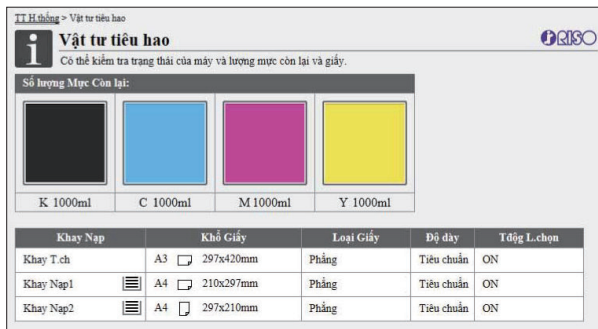 TT H.thống > Vật tư tiêu hao
Vật tư tiêu hao
RISO
Có thể kiểm tra trạng thái của máy và lượng mực còn lại và giấy.
Số lượng Mực Còn lại:
K 1000ml C 1000ml M 1000ml Y 1000ml
Khay Nạp Khổ Giấy Loại Giấy Độ dày Tđộg L.chọn
Khay T.ch A3 297x420mm Phẳng Tiêu chuẩn ON
Khay Nạp1 A4 210x297mm Phẳng Tiêu chuẩn ON
Khay Nạp2 A4 297x210mm Phẳng Tiêu chuẩn ON